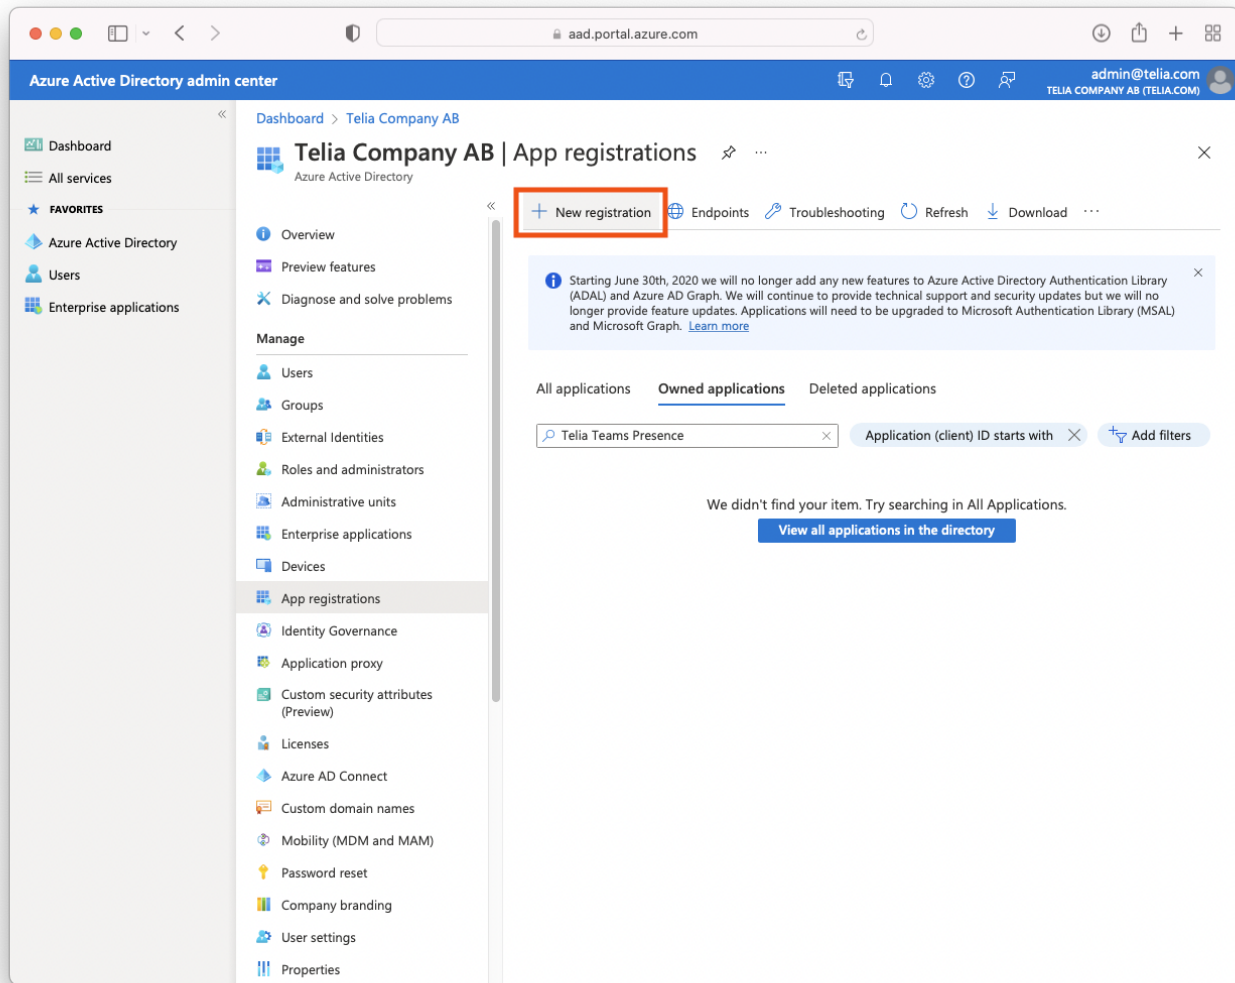 aad.portal.azure.com
Azure Active Directory admin center
admin@telia.com
TELIA COMPANY AB (TELIA.COM)
Dashboard
All services
FAVORITES
Azure Active Directory
Users
Enterprise applications
Dashboard > Telia Company AB
Telia Company AB | App registrations
Azure Active Directory
Overview
Preview features
Diagnose and solve problems
Manage
Users
Groups
External Identities
Roles and administrators
Administrative units
Enterprise applications
Devices
App registrations
Identity Governance
Application proxy
Custom security attributes
(Preview)
Licenses
Azure AD Connect
Custom domain names
Mobility (MDM and MAM)
Password reset
Company branding
User settings
Properties
New registration Endpoints Troubleshooting Refresh Download
Starting June 30th, 2020 we will no longer add any new features to Azure Active Directory Authentication Library
(ADAL) and Azure AD Graph. We will continue to provide technical support and security updates but we will no
longer provide feature updates. Applications will need to be upgraded to Microsoft Authentication Library (MSAL)
and Microsoft Graph. Learn more
All applications Owned applications Deleted applications
Telia Teams Presence
Application (client) ID starts with
Add filters
We didn't find your item. Try searching in All Applications.
View all applications in the directory